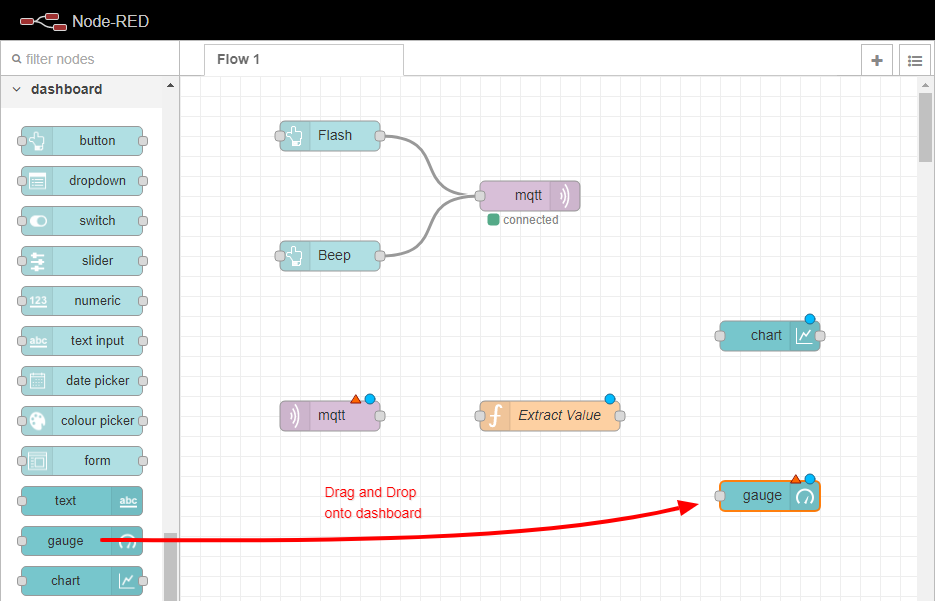 Node-RED
filter nodes
Flow 1
dashboard
button
dropdown
switch
slider
123 numeric
abc text input
date picker
colour picker
form
text abc
gauge
chart
Flash
mqtt
connected
Beep
chart
mqtt
Extract Value
gauge
Drag and Drop
onto dashboard